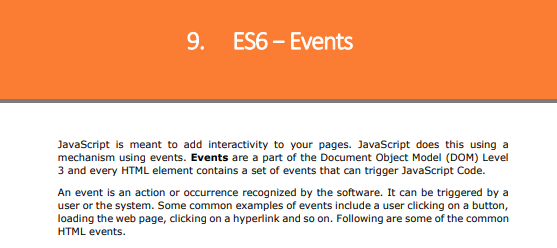 9. ES6 – Events
JavaScript is meant to add interactivity to your pages. JavaScript does this using a
mechanism using events. Events are a part of the Document Object Model (DOM) Level
3 and every HTML element contains a set of events that can trigger JavaScript Code.
An event is an action or occurrence recognized by the software. It can be triggered by a
user or the system. Some common examples of events include a user clicking on a button,
loading the web page, clicking on a hyperlink and so on. Following are some of the common
HTML events.